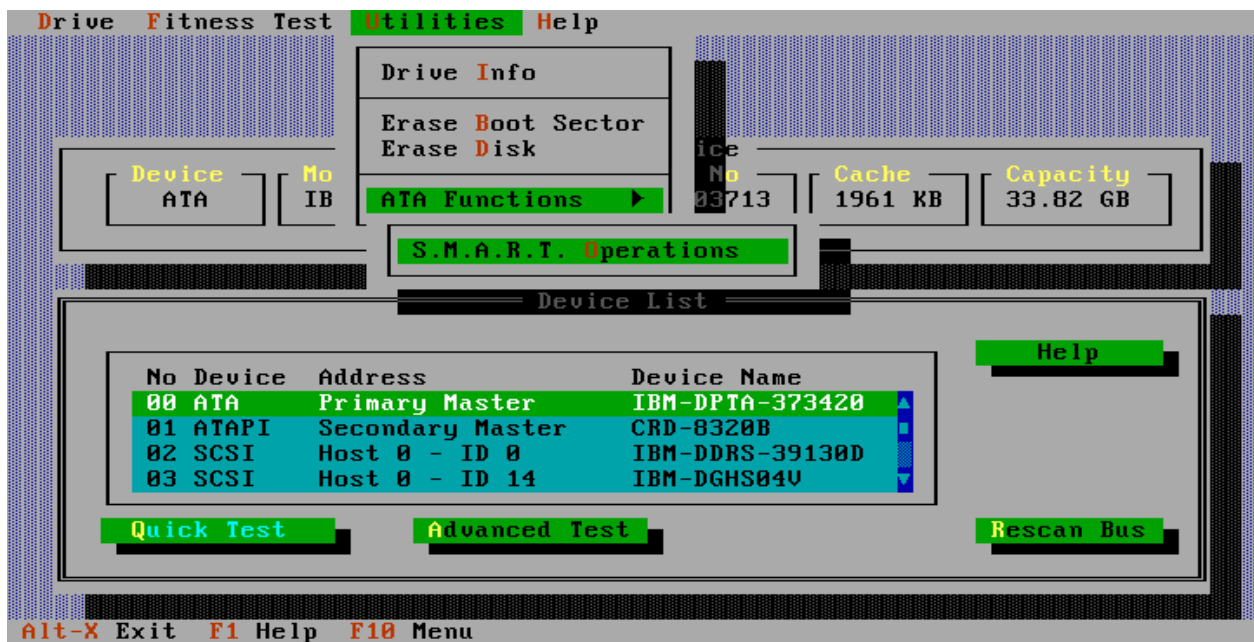 Drive Fitness Test Utilities Help
Drive Info
Erase Boot Sector
Erase Disk
ATA Functions
S.M.A.R.T. Operations
ice
Device Mo No Cache Capacity
ATA IB 03713 1961 KB 33.82 GB
Device List
Help
No Device Address Device Name
00 ATA Primary Master IBM-DPTA-373420
01 ATAPI Secondary Master CRD-8320B
02 SCSI Host 0 - ID 0 IBM-DDRS-39130D
03 SCSI Host 0 - ID 14 IBM-DGHS04V
Quick Test Advanced Test Rescan Bus
Alt-X Exit F1 Help F10 Menu